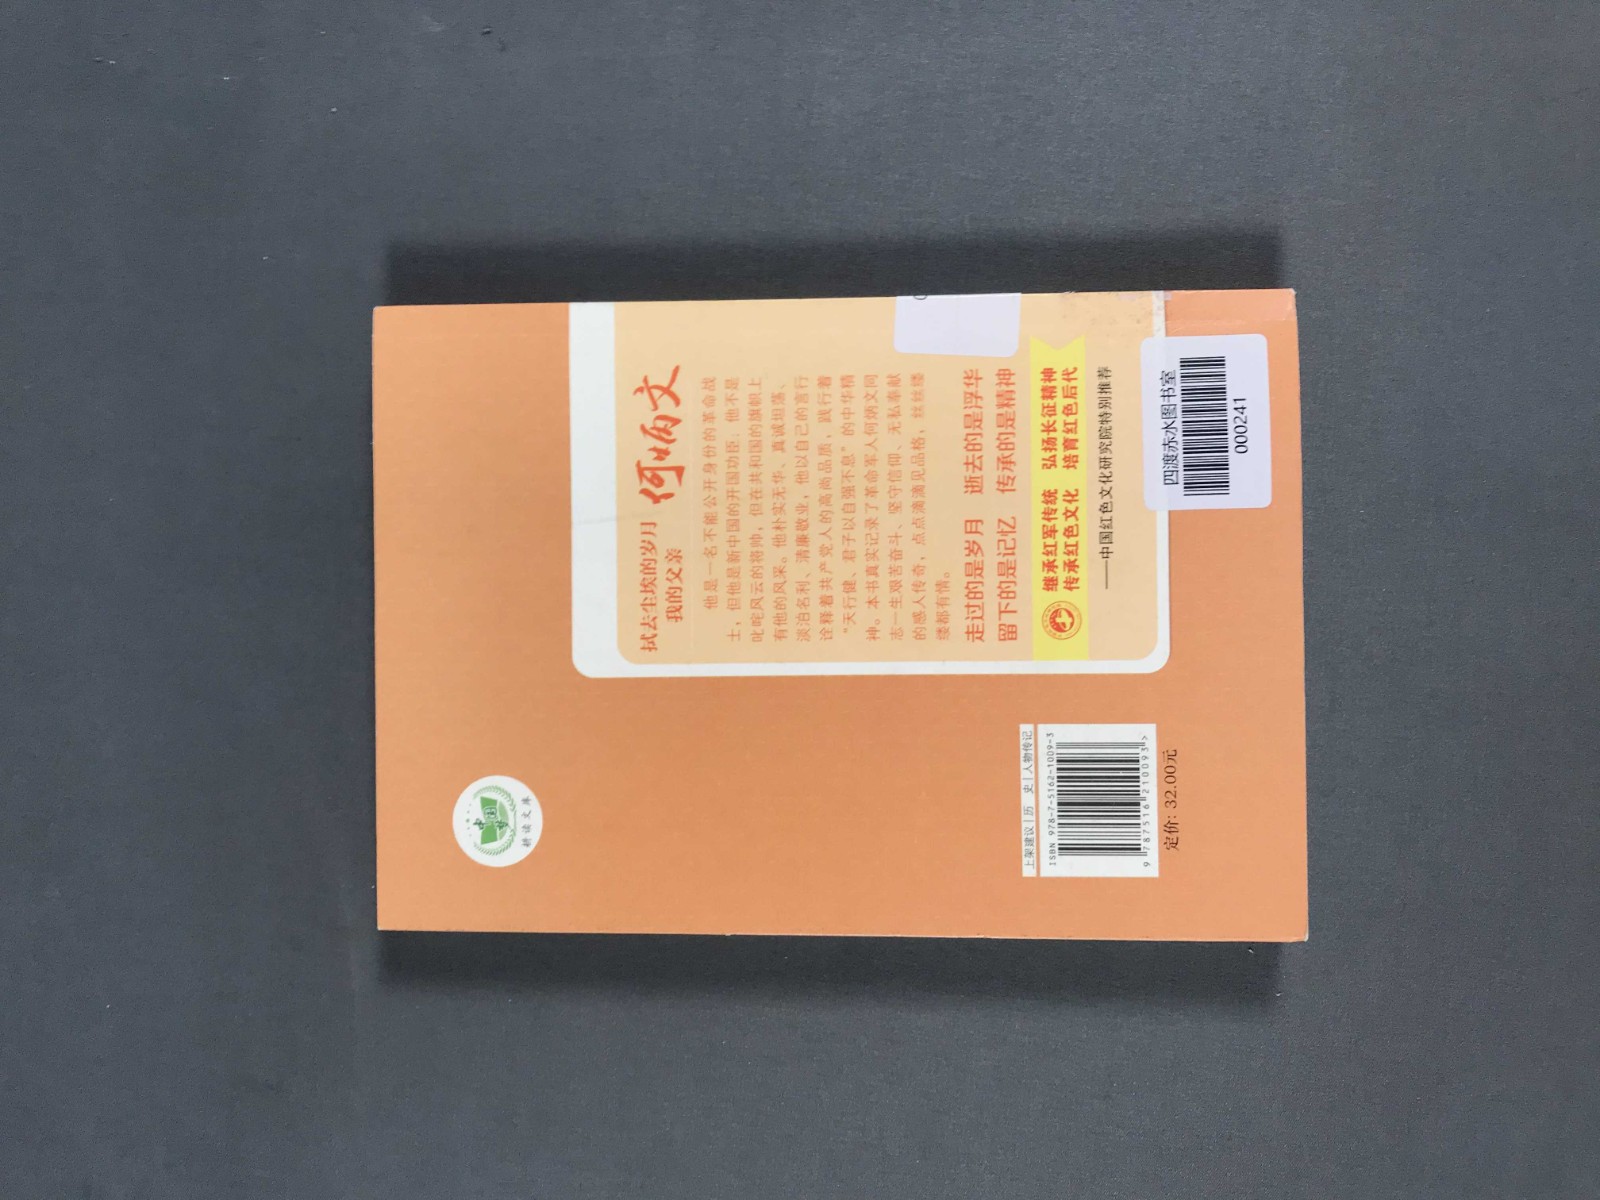 中国梦
耕读文库
拭去尘埃的岁月
我的父亲
何炳文
他是一名不能公开身份的革命战
士，但他是新中国的开国功臣；他不是
叱咤风云的将帅，但在共和国的旗帜上
有他的风采。他朴实无华、真诚坦荡、
淡泊名利、清廉敬业，他以自己的言行
诠释着共产党人的高尚品质，践行着
“天行健、君子以自强不息”的中华精
神。本书真实记录了革命军人何炳文同
志一生艰苦奋斗、坚守信仰、无私奉献
的感人传奇，点点滴滴见品格，丝丝缕
缕都有情。
走过的是岁月 逝去的是浮华
留下的是记忆 传承的是精神
继承红军传统 弘扬长征精神
传承红色文化 培育红色后代
——中国红色文化研究院特别推荐
四渡赤水图书室
000241
上架建议|历 史|人物传记
ISBN 978-7-5162-1009-3
9 787516 210093 >
定价: 32.00元